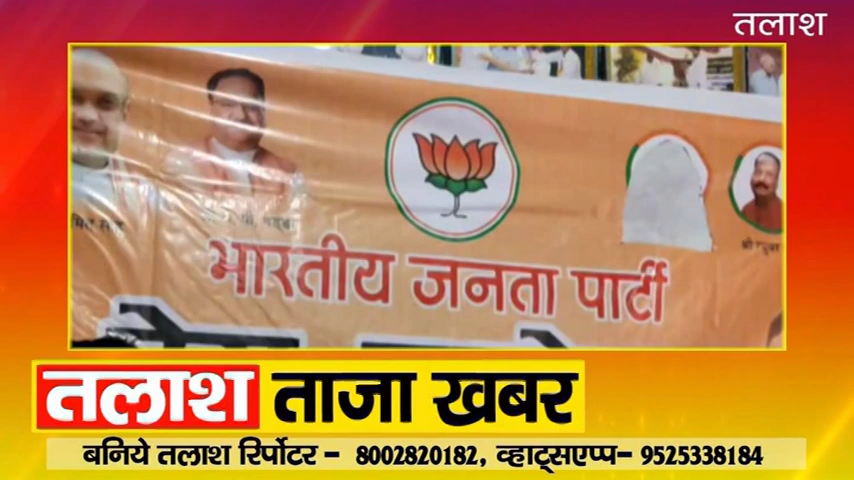 तलाश
भारतीय जनता पार्टी
तलाश ताजा खबर
बनिये तलाश रिर्पोटर - 8002820182, व्हाट्सएप्प- 9525338184